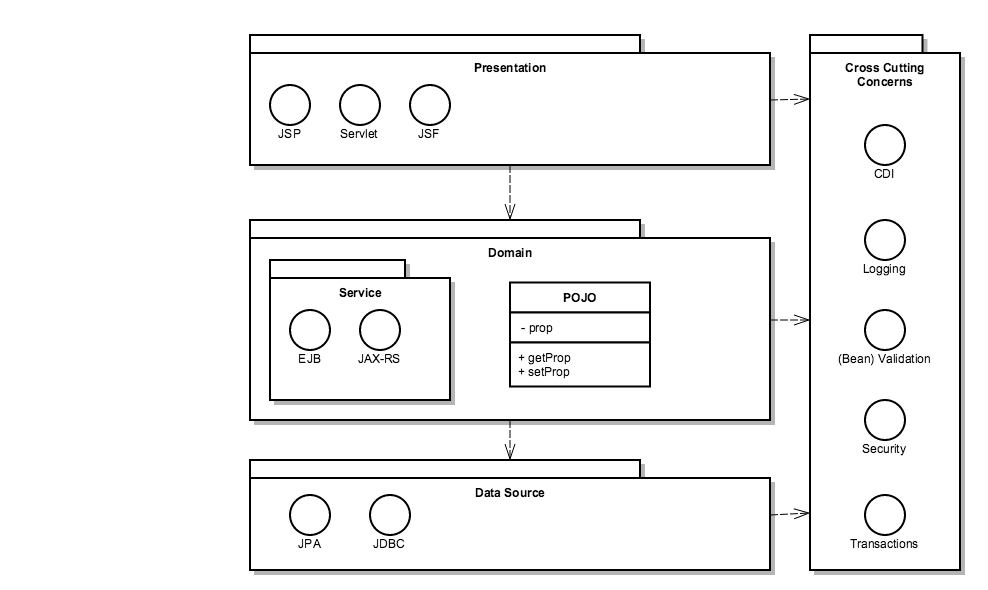 Presentation
JSP
Servlet
JSF
Cross Cutting
Concerns
CDI
Logging
(Bean) Validation
Security
Transactions
Domain
Service
EJB
JAX-RS
POJO
- prop
+ getProp
+ setProp
Data Source
JPA
JDBC